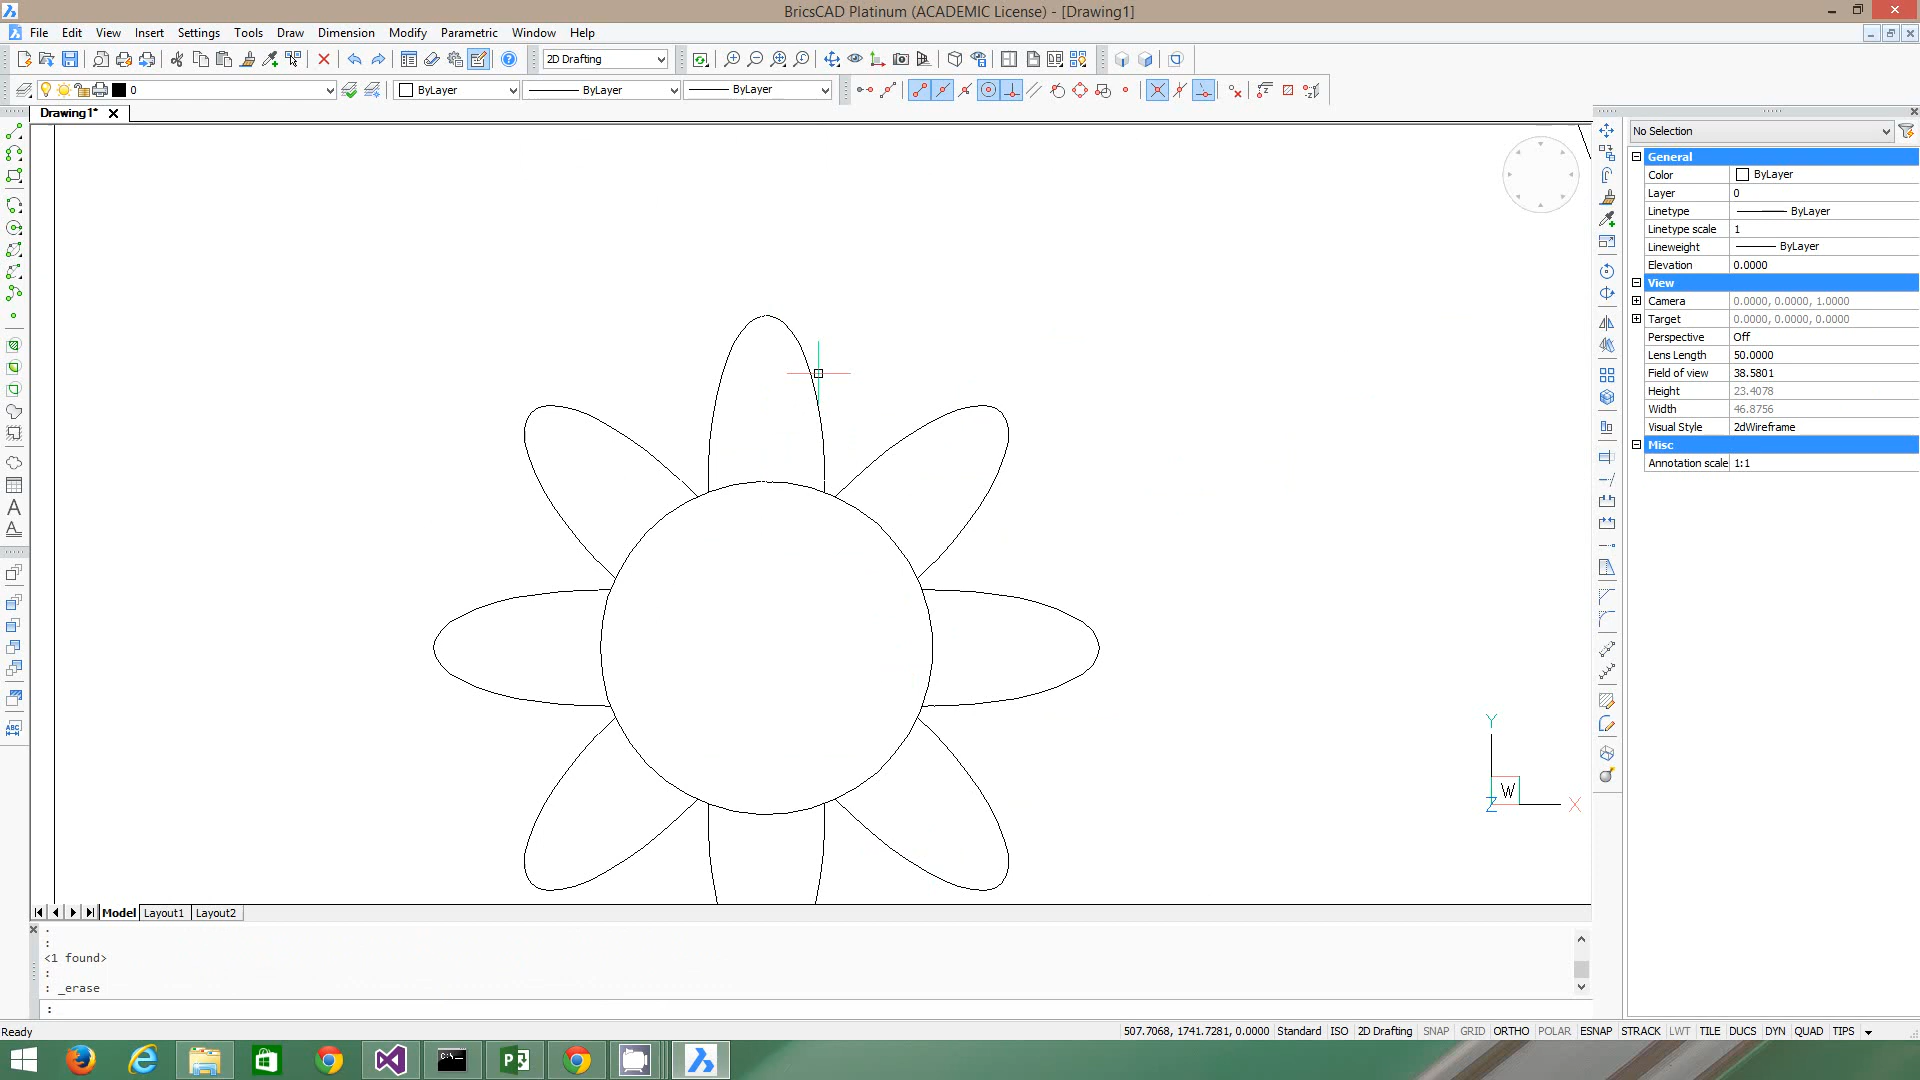 BricsCAD Platinum (ACADEMIC License) - [Drawing1]
File Edit View Insert Settings Tools Draw Dimension Modify Parametric Window Help
2D Drafting
0 ByLayer ByLayer ByLayer
Drawing1*
No Selection
General
Color ByLayer
Layer 0
Linetype ByLayer
Linetype scale 1
Lineweight ByLayer
Elevation 0.0000
View
Camera 0.0000, 0.0000, 1.0000
Target 0.0000, 0.0000, 0.0000
Perspective Off
Lens Length 50.0000
Field of view 38.5801
Height 23.4078
Width 46.8756
Visual Style 2dWireframe
Misc
Annotation scale 1:1
Y
W
Z X
Model Layout1 Layout2
:
:
<1 found>
:
: _erase
:
Ready 507.7068, 1741.7281, 0.0000 Standard ISO 2D Drafting SNAP GRID ORTHO POLAR ESNAP STRACK LWT TILE DUCS DYN QUAD TIPS